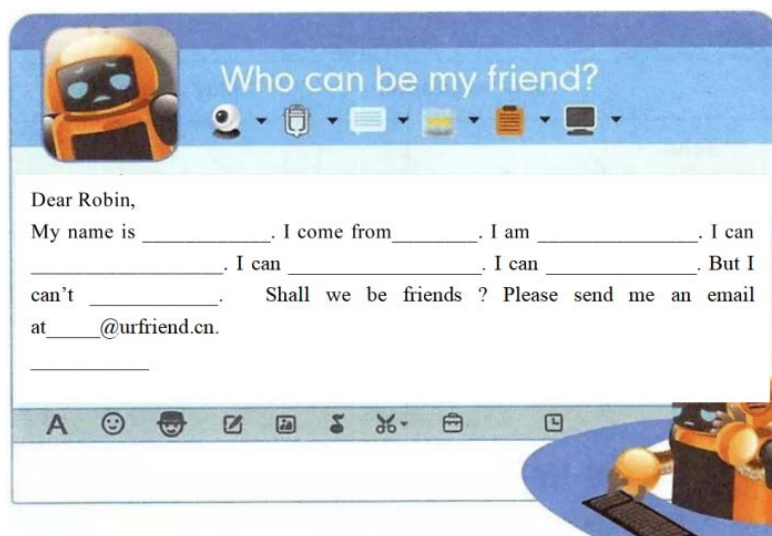 Who can be my friend?
Dear Robin,
My name is ____________. I come from________. I am _______________. I can
__________________. I can __________________. I can ______________. But I
can't ____________. Shall we be friends ? Please send me an email
at_____@urfriend.cn.
___________
A